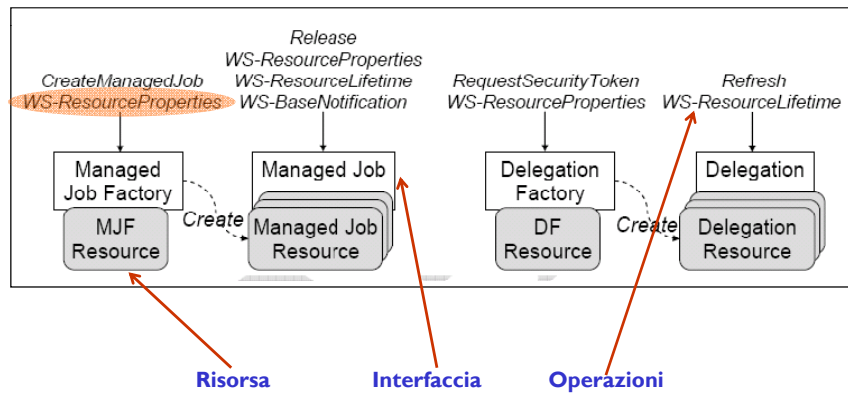 Release
WS-ResourceProperties
WS-ResourceLifetime
WS-BaseNotification
CreateManagedJob
WS-ResourceProperties
RequestSecurityToken
WS-ResourceProperties
Refresh
WS-ResourceLifetime
Managed
Job Factory
Managed Job
Delegation
Factory
Delegation
MJF
Resource
Create
Managed Job
Resource
DF
Resource
Create
Delegation
Resource
Risorsa
Interfaccia
Operazioni